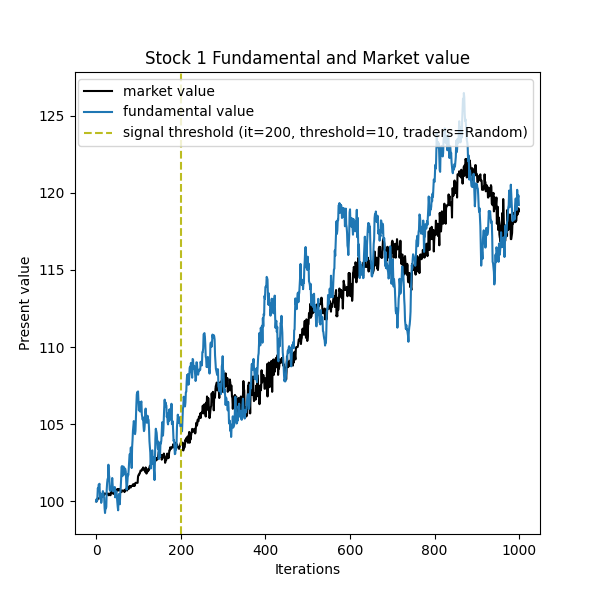 Stock 1 Fundamental and Market value
market value
fundamental value
signal threshold (it=200, threshold=10, traders=Random)
125
120
115
110
105
100
Present value
0 200 400 600 800 1000
Iterations